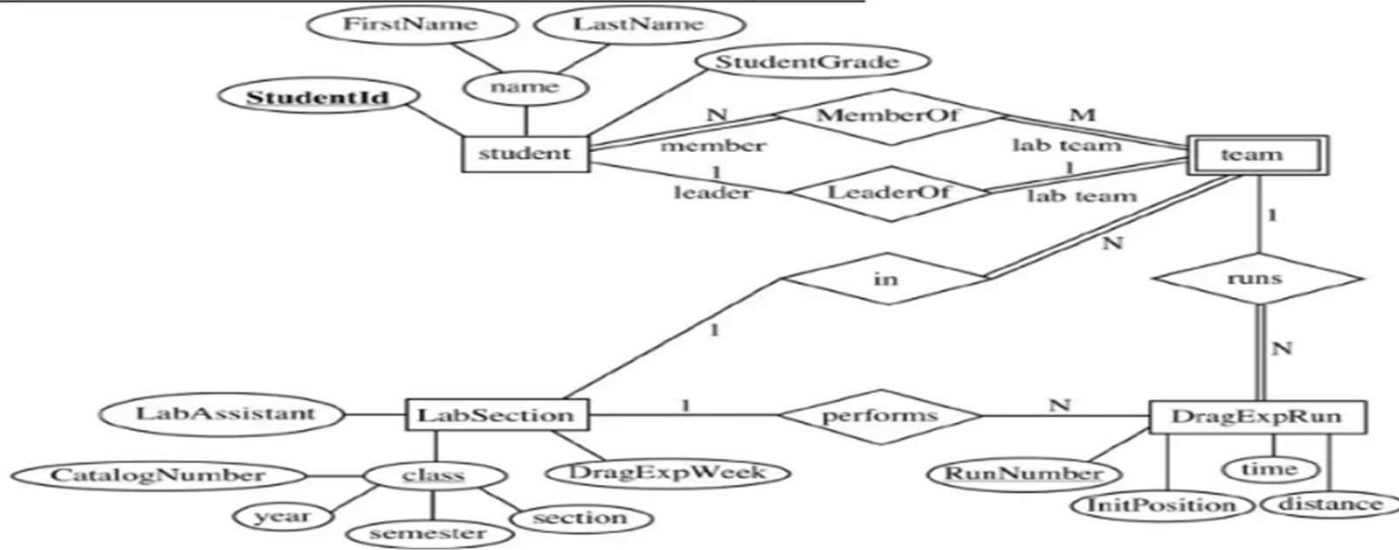 FirstName
LastName
StudentGrade
StudentId
name
N
MemberOf
M
member
lab team
student
team
1
1
leader
LeaderOf
lab team
1
N
in
runs
1
N
LabAssistant
LabSection
1
performs
N
DragExpRun
CatalogNumber
class
DragExpWeek
RunNumber
time
year
section
InitPosition
distance
semester